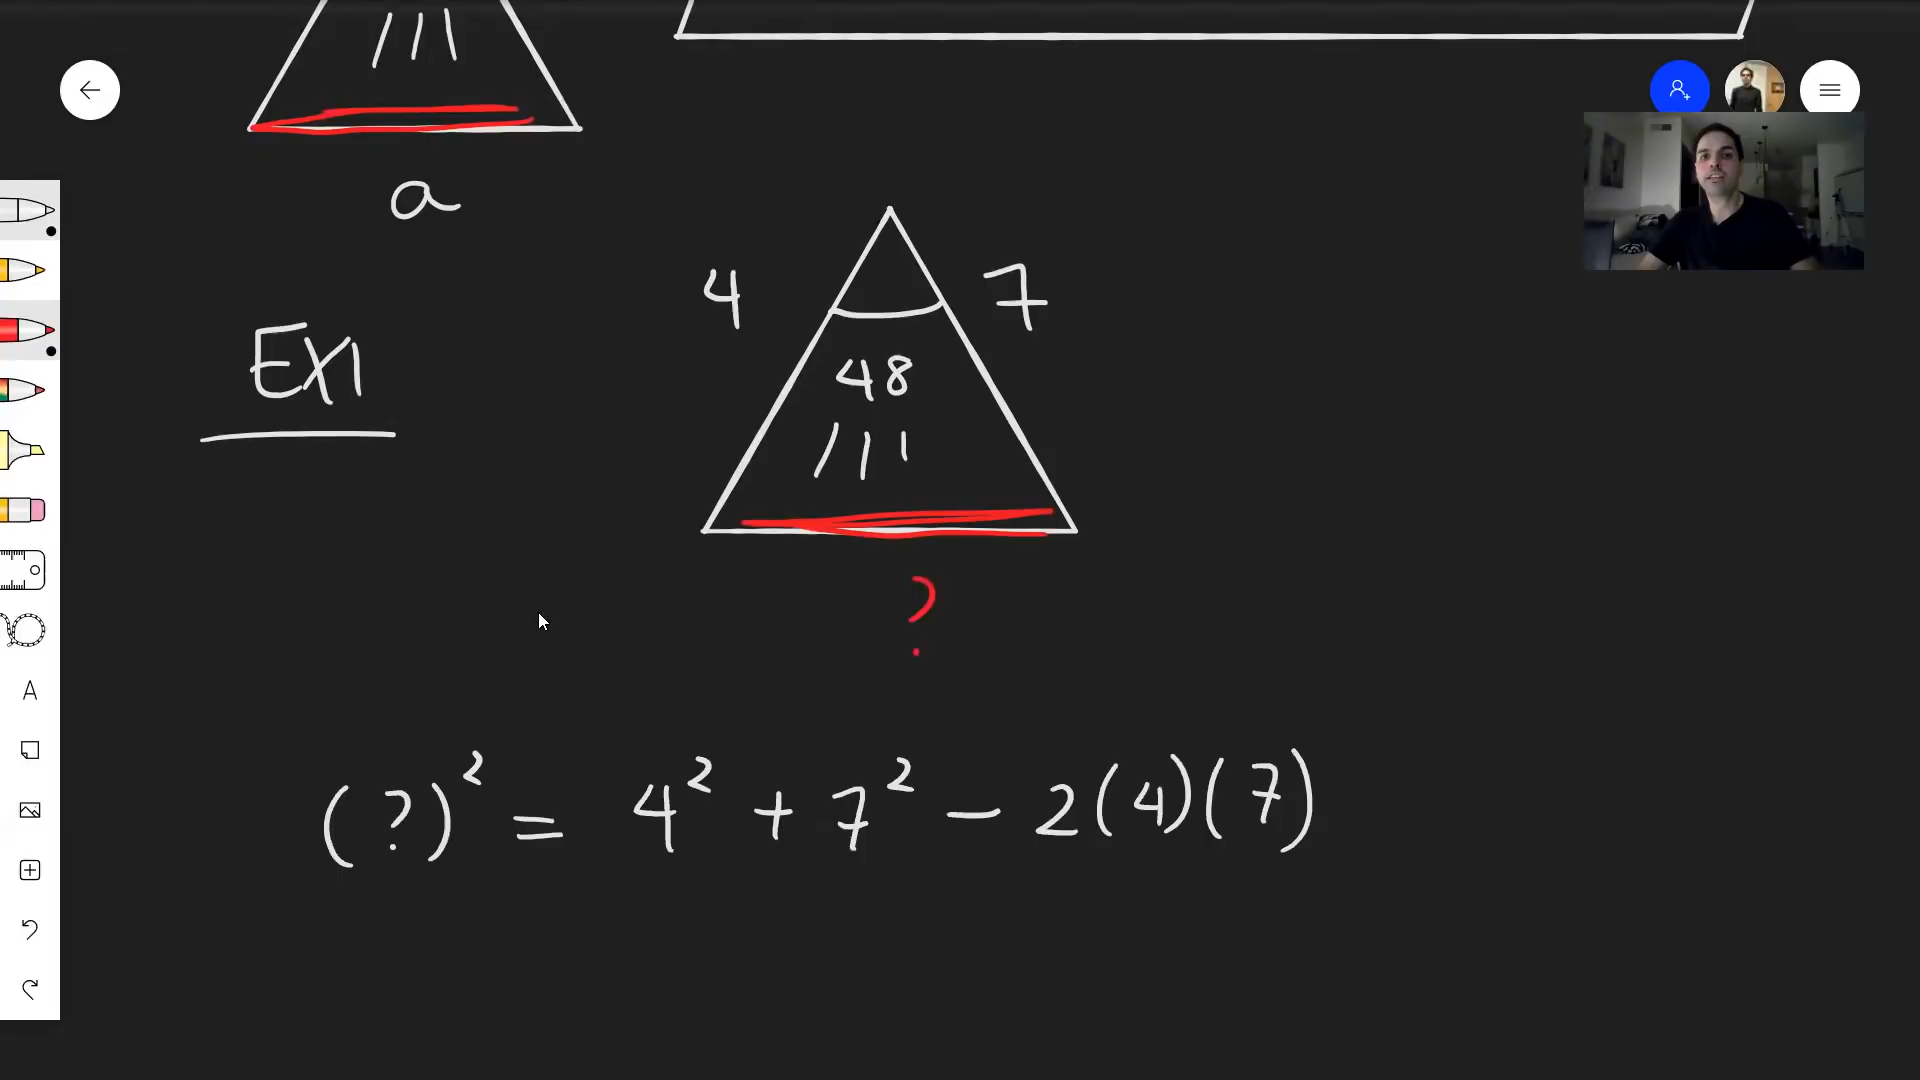 a
4 7
EX1
48
?
(?)² = 4² + 7² - 2(4)(7)
A